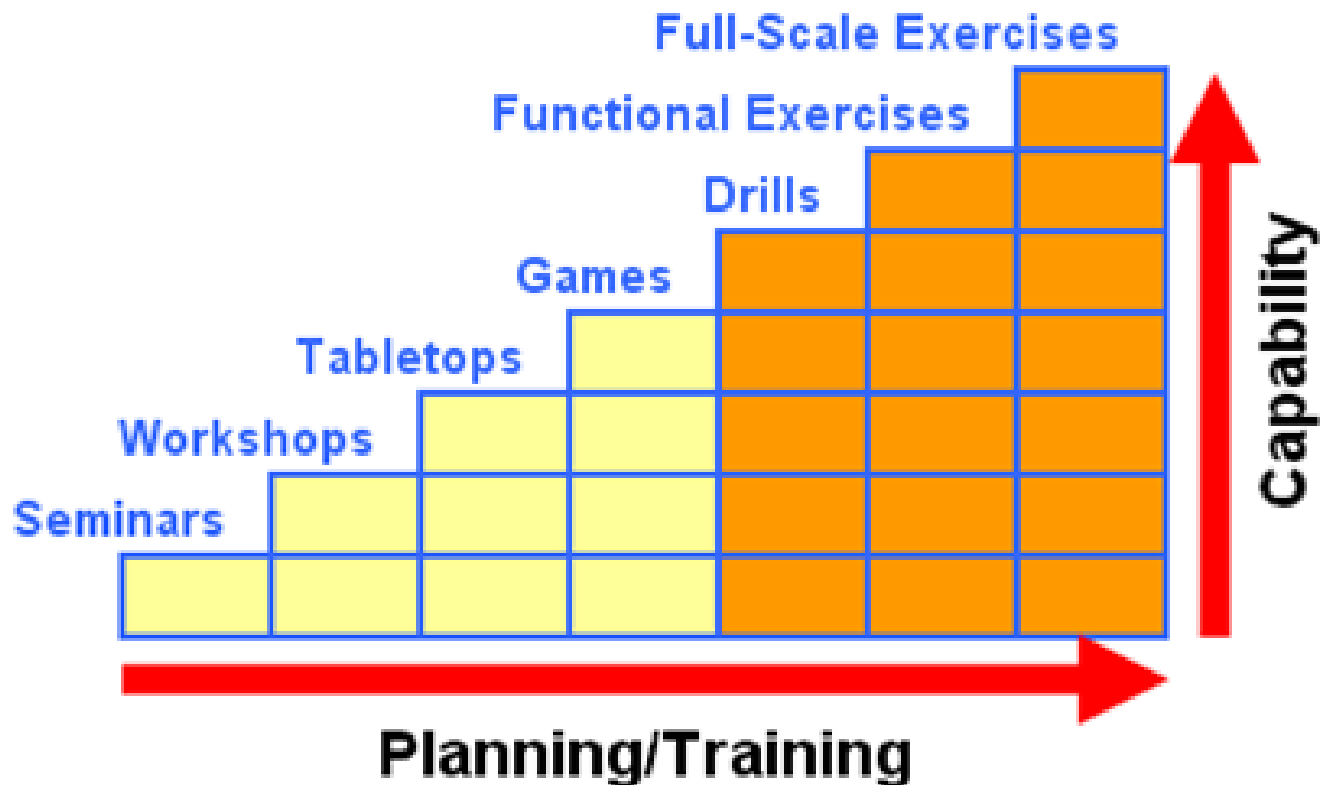 Full-Scale Exercises
Functional Exercises
Drills
Games
Tabletops
Workshops
Seminars
Capability
Planning/Training